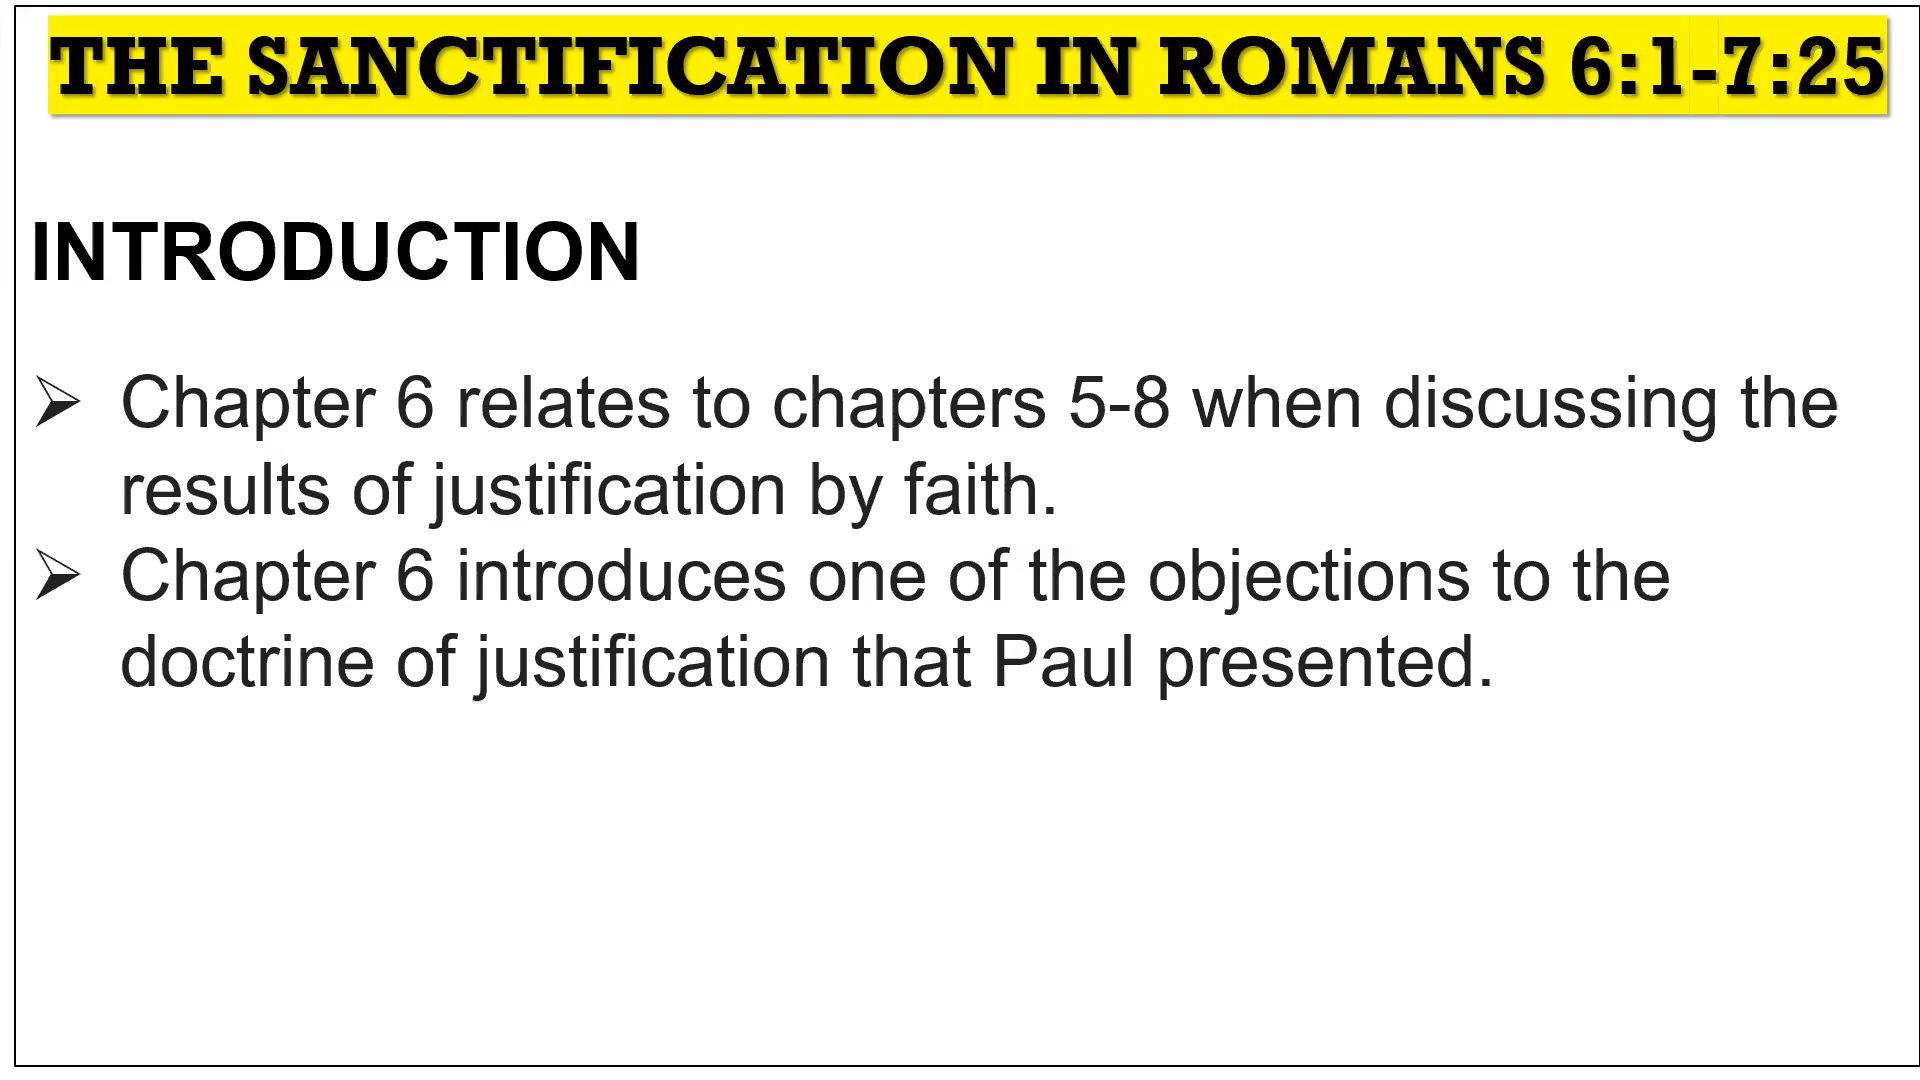 THE SANCTIFICATION IN ROMANS 6:1-7:25
INTRODUCTION
➢ Chapter 6 relates to chapters 5-8 when discussing the
results of justification by faith.
➢ Chapter 6 introduces one of the objections to the
doctrine of justification that Paul presented.